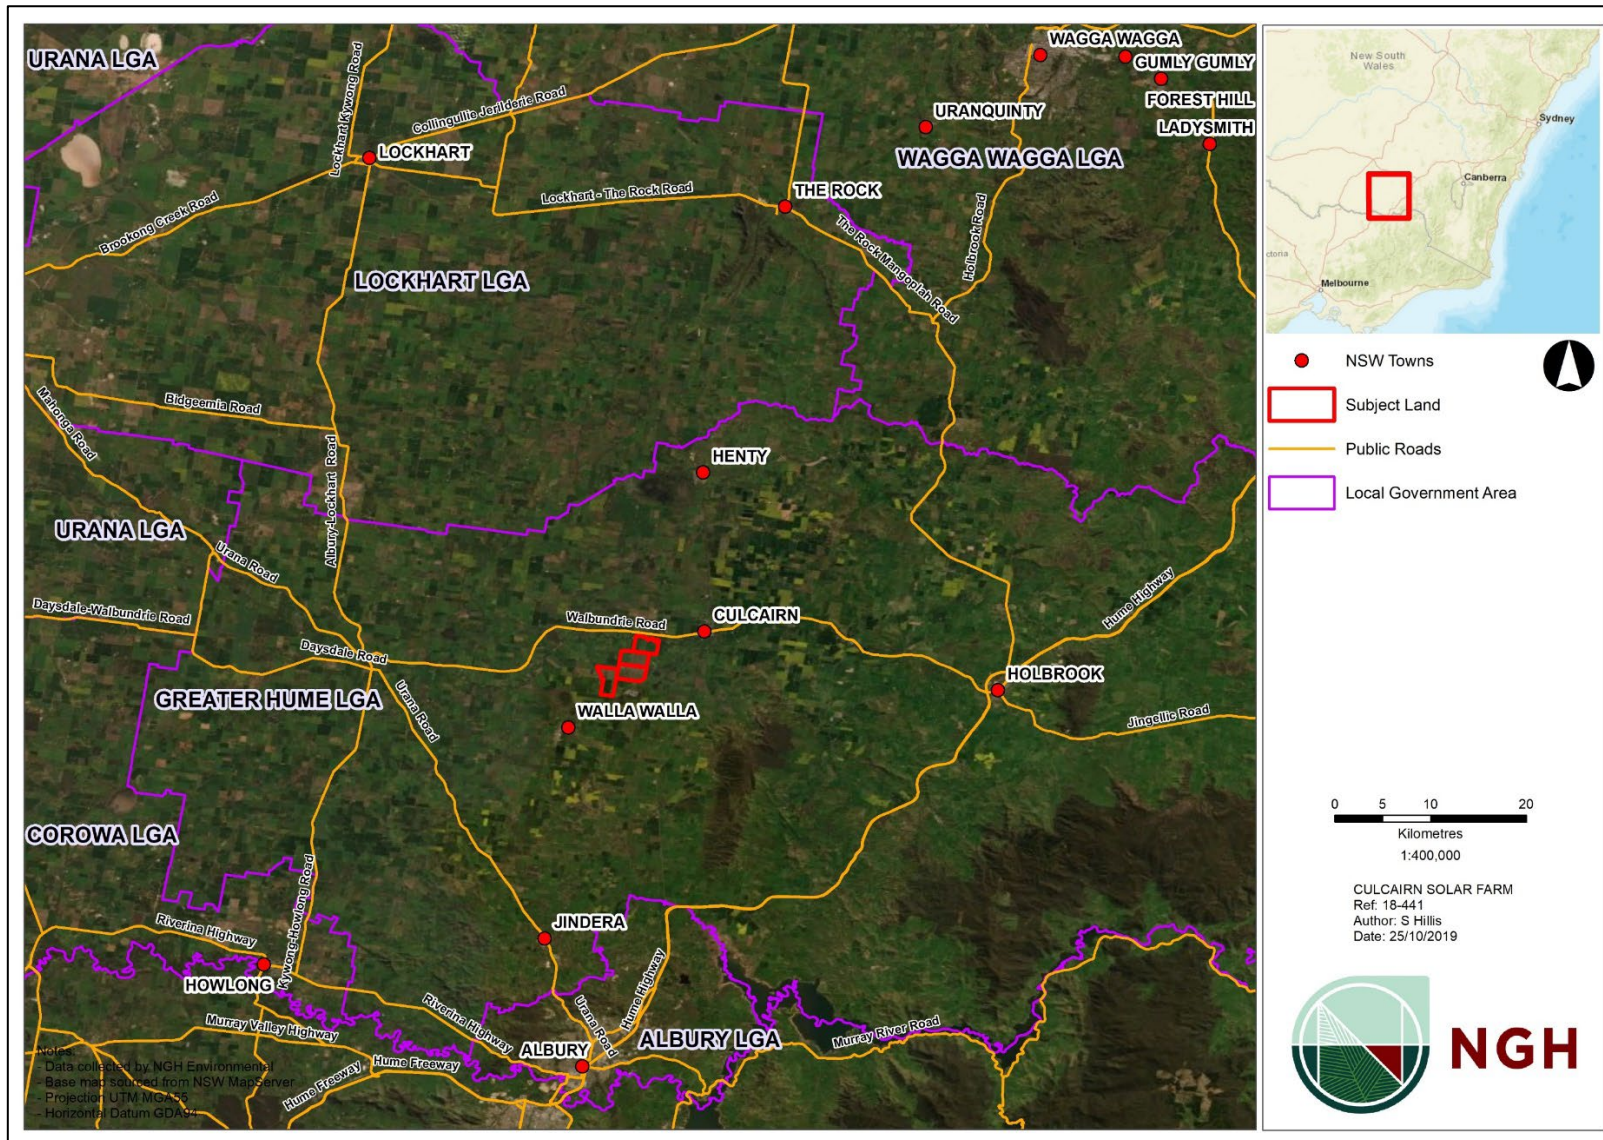 URANA LGA
WAGGA WAGGA
GUMLY GUMLY
FOREST HILL
LADYSMITH
URANQUINTY
WAGGA WAGGA LGA
Lockhart Kywong Road
Collingullie Jerilderie Road
LOCKHART
Lockhart - The Rock Road
THE ROCK
Brookong Creek Road
The Rock Mangoplah Road
Holbrook Road
LOCKHART LGA
Mahonga Road
Bidgeemia Road
HENTY
Albury-Lockhart Road
URANA LGA
Urana Road
Hume Highway
Daysdale-Walbundrie Road
Walbundrie Road
CULCAIRN
Daysdale Road
HOLBROOK
GREATER HUME LGA
Urana Road
WALLA WALLA
Jingellic Road
COROWA LGA
Kywong-Howlong Road
Riverina Highway
JINDERA
HOWLONG
Hume Highway
Riverina Highway
Urana Road
Murray Valley Highway
ALBURY LGA
Murray River Road
ALBURY
Hume Freeway
Hume Freeway
Notes:
- Data collected by NGH Environmental
- Base map sourced from NSW MapServer
- Projection UTM MGA55
- Horizontal Datum GDA94
New South
Wales
Sydney
Canberra
ctoria
Melbourne
NSW Towns
Subject Land
Public Roads
Local Government Area
0 5 10 20
Kilometres
1:400,000
CULCAIRN SOLAR FARM
Ref: 18-441
Author: S Hillis
Date: 25/10/2019
NGH